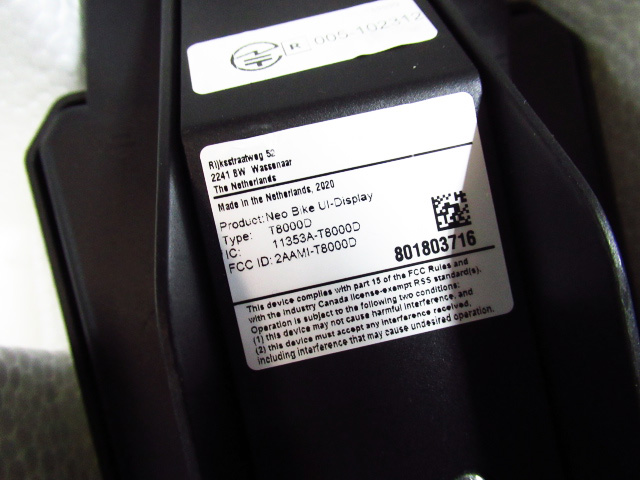 R 005-102312
Rijksstraatweg 52
2241 BW Wassenaar
The Netherlands
Made in the Netherlands, 2020
Product: Neo Bike UI-Display
Type: T8000D
IC: 11353A-T8000D
FCC ID: 2AAMI-T8000D
801803716
This device complies with part 15 of the FCC Rules and
with the Industry Canada license-exempt RSS standard(s).
Operation is subject to the following two conditions:
(1) this device may not cause harmful interference, and
(2) this device must accept any interference received,
including interference that may cause undesired operation.